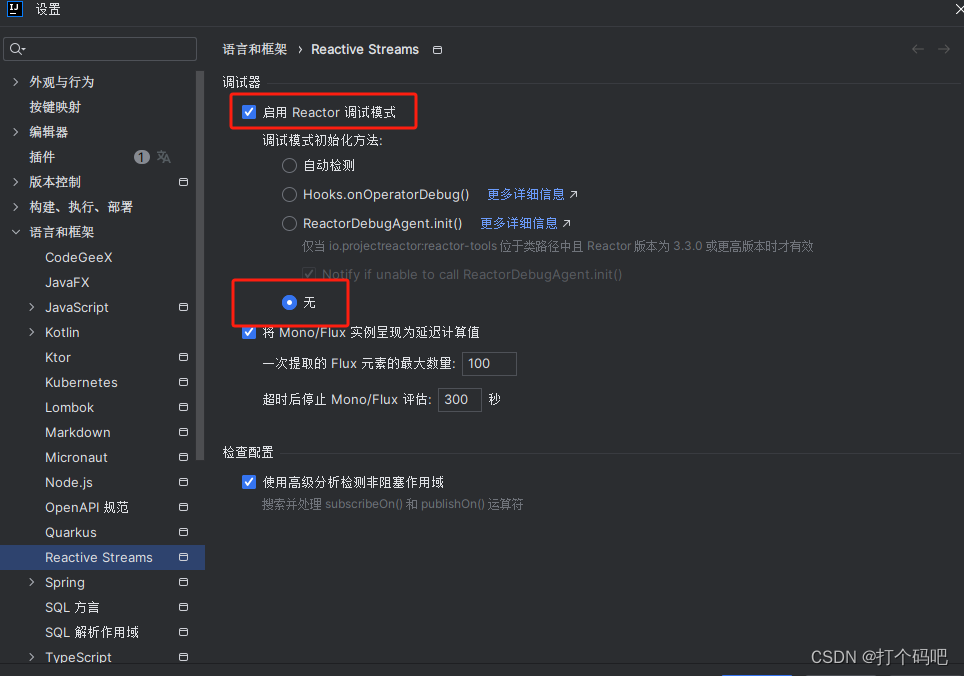 IJ 设置
语言和框架 › Reactive Streams
外观与行为
按键映射
编辑器
插件 1
版本控制
构建、执行、部署
语言和框架
CodeGeeX
JavaFX
JavaScript
Kotlin
Ktor
Kubernetes
Lombok
Markdown
Micronaut
Node.js
OpenAPI 规范
Quarkus
Reactive Streams
Spring
SQL 方言
SQL 解析作用域
TypeScript
调试器
启用 Reactor 调试模式
调试模式初始化方法:
自动检测
Hooks.onOperatorDebug() 更多详细信息 ↗
ReactorDebugAgent.init() 更多详细信息 ↗
仅当 io.projectreactor:reactor-tools 位于类路径中且 Reactor 版本为 3.3.0 或更高版本时才有效
Notify if unable to call ReactorDebugAgent.init()
无
将 Mono/Flux 实例呈现为延迟计算值
一次提取的 Flux 元素的最大数量: 100
超时后停止 Mono/Flux 评估: 300 秒
检查配置
使用高级分析检测非阻塞作用域
搜索并处理 subscribeOn() 和 publishOn() 运算符
CSDN @打个码吧